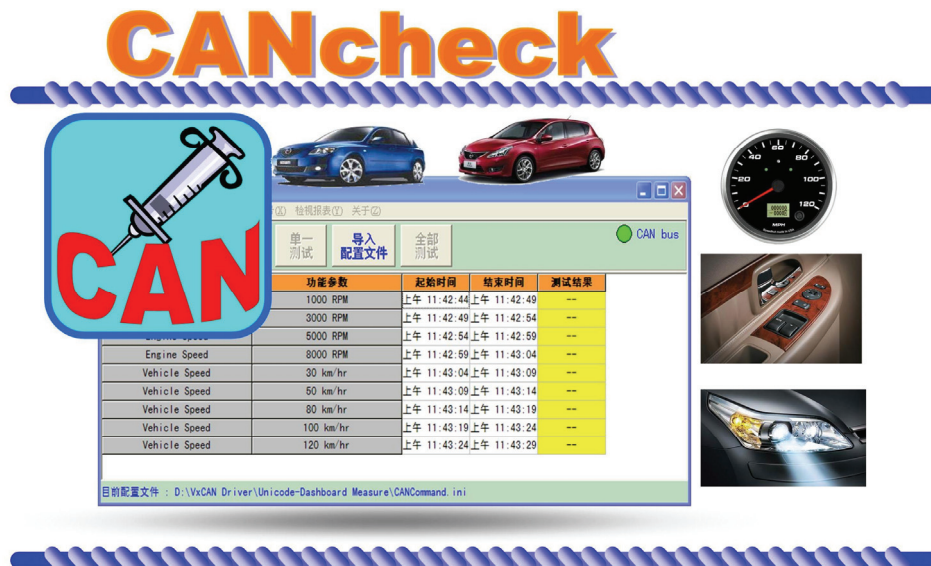 CANcheck
CAN
检视报表(Y) 关于(Z)
单一
测试
导入
配置文件
全部
测试
CAN bus
功能参数 起始时间 结束时间 测试结果
1000 RPM 上午 11:42:44 上午 11:42:49 --
3000 RPM 上午 11:42:49 上午 11:42:54 --
Engine Speed 5000 RPM 上午 11:42:54 上午 11:42:59 --
Engine Speed 8000 RPM 上午 11:42:59 上午 11:43:04 --
Vehicle Speed 30 km/hr 上午 11:43:04 上午 11:43:09 --
Vehicle Speed 50 km/hr 上午 11:43:09 上午 11:43:14 --
Vehicle Speed 80 km/hr 上午 11:43:14 上午 11:43:19 --
Vehicle Speed 100 km/hr 上午 11:43:19 上午 11:43:24 --
Vehicle Speed 120 km/hr 上午 11:43:24 上午 11:43:29 --
目前配置文件 : D:\VxCAN Driver\Unicode-Dashboard Measure\CANCommand.ini
20 40 60 80 100 120
MPH